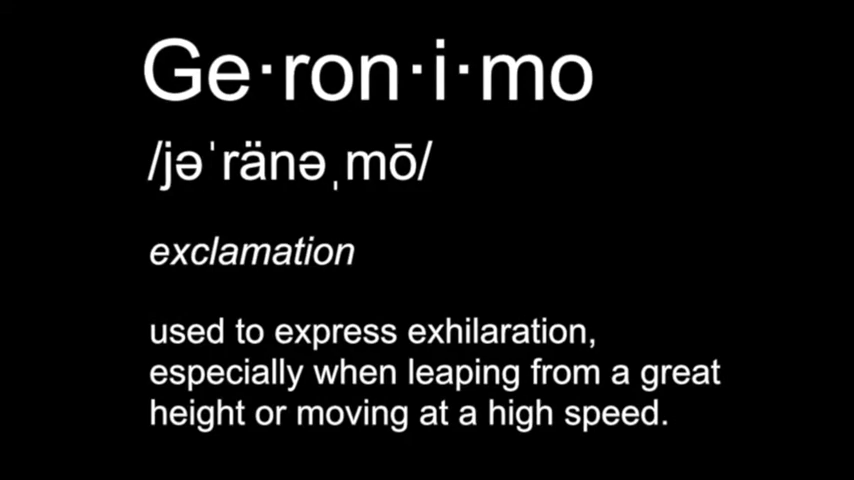 Ge·ron·i·mo
/jəˈränəˌmō/
exclamation
used to express exhilaration,
especially when leaping from a great
height or moving at a high speed.